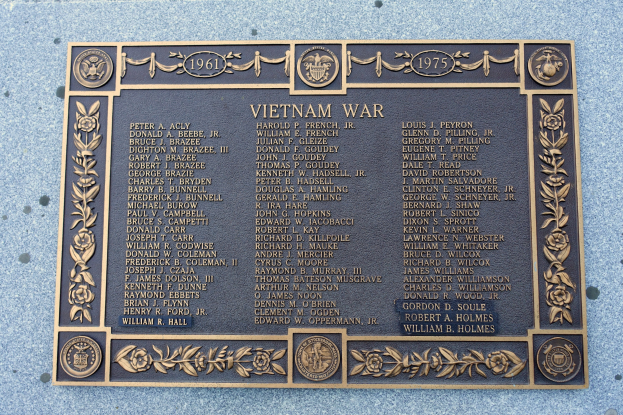 1961
1975
VIETNAM WAR
PETER A. ACLY
DONALD A. BEEBE, JR.
BRUCE J. BRAZEE
DIGHTON M. BRAZEE, III
GARY A. BRAZEE
ROBERT J. BRAZEE
GEORGE BRAZIE
CHARLES T. BRYDEN
BARRY B. BUNNELL
FREDERICK J. BUNNELL
MICHAEL BUROW
PAUL V. CAMPBELL
BRUCE S. CAMPETTI
DONALD CARR
JOSEPH T. CARR
WILLIAM R. CODWISE
DONALD W. COLEMAN
FREDERICK B. COLEMAN, II
JOSEPH J. CZAJA
F. JAMES DOLSON, III
KENNETH F. DUNNE
RAYMOND EBBETS
BRIAN J. FLYNN
HENRY R. FORD, JR.
WILLIAM R. HALL
HAROLD P. FRENCH, JR.
WILLIAM E. FRENCH
JULIAN F. GLEIZE
DONALD F. GOUDEY
JOHN J. GOUDEY
THOMAS P. GOUDEY
KENNETH W. HADSELL, JR.
PETER B. HADSELL
DOUGLAS A. HAMLING
GERALD E. HAMLING
R. IRA HARE
JOHN G. HOPKINS
EDWARD W. IACOBACCI
ROBERT L. KAY
RICHARD D. KILLFOILE
RICHARD H. MAUKE
ANDRE J. MERCIER
CYRUS C. MOORE
RAYMOND B. MURRAY, III
THOMAS BATESON MUSGRAVE
ARTHUR M. NELSON
O. JAMES NOON
DENNIS M. O'BRIEN
CLEMENT M. OGDEN
EDWARD W. OPPERMANN, JR.
LOUIS J. PEYRON
GLENN D. PILLING, JR.
GREGORY M. PILLING
EUGENE T. PITNEY
WILLIAM T. PRICE
DALE T. READ
DAVID ROBERTSON
J. MARTIN SALVADORE
CLINTON E. SCHNEYER, JR.
GEORGE W. SCHNEYER, JR.
BERNARD J. SHAW
ROBERT L. SINICO
DIXON S. SPROTT
KEVIN L. WARNER
LAWRENCE N. WEBSTER
WILLIAM E. WHITAKER
BRUCE D. WILCOX
RICHARD B. WILCOX
JAMES WILLIAMS
ALEXANDER WILLIAMSON
CHARLES G. WILLIAMSON
DONALD R. WOOD, JR.
GORDON D. SOULE
ROBERT A. HOLMES
WILLIAM B. HOLMES